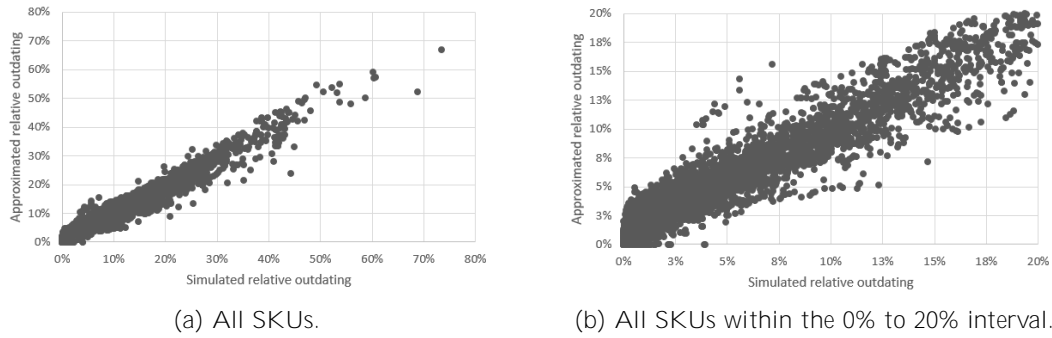 80%
70%
60%
50%
40%
30%
20%
10%
0%
Approximated relative outdating
0% 10% 20% 30% 40% 50% 60% 70% 80%
Simulated relative outdating
(a) All SKUs.
20%
18%
15%
13%
10%
8%
5%
3%
0%
Approximated relative outdating
0% 3% 5% 8% 10% 13% 15% 18% 20%
Simulated relative outdating
(b) All SKUs within the 0% to 20% interval.